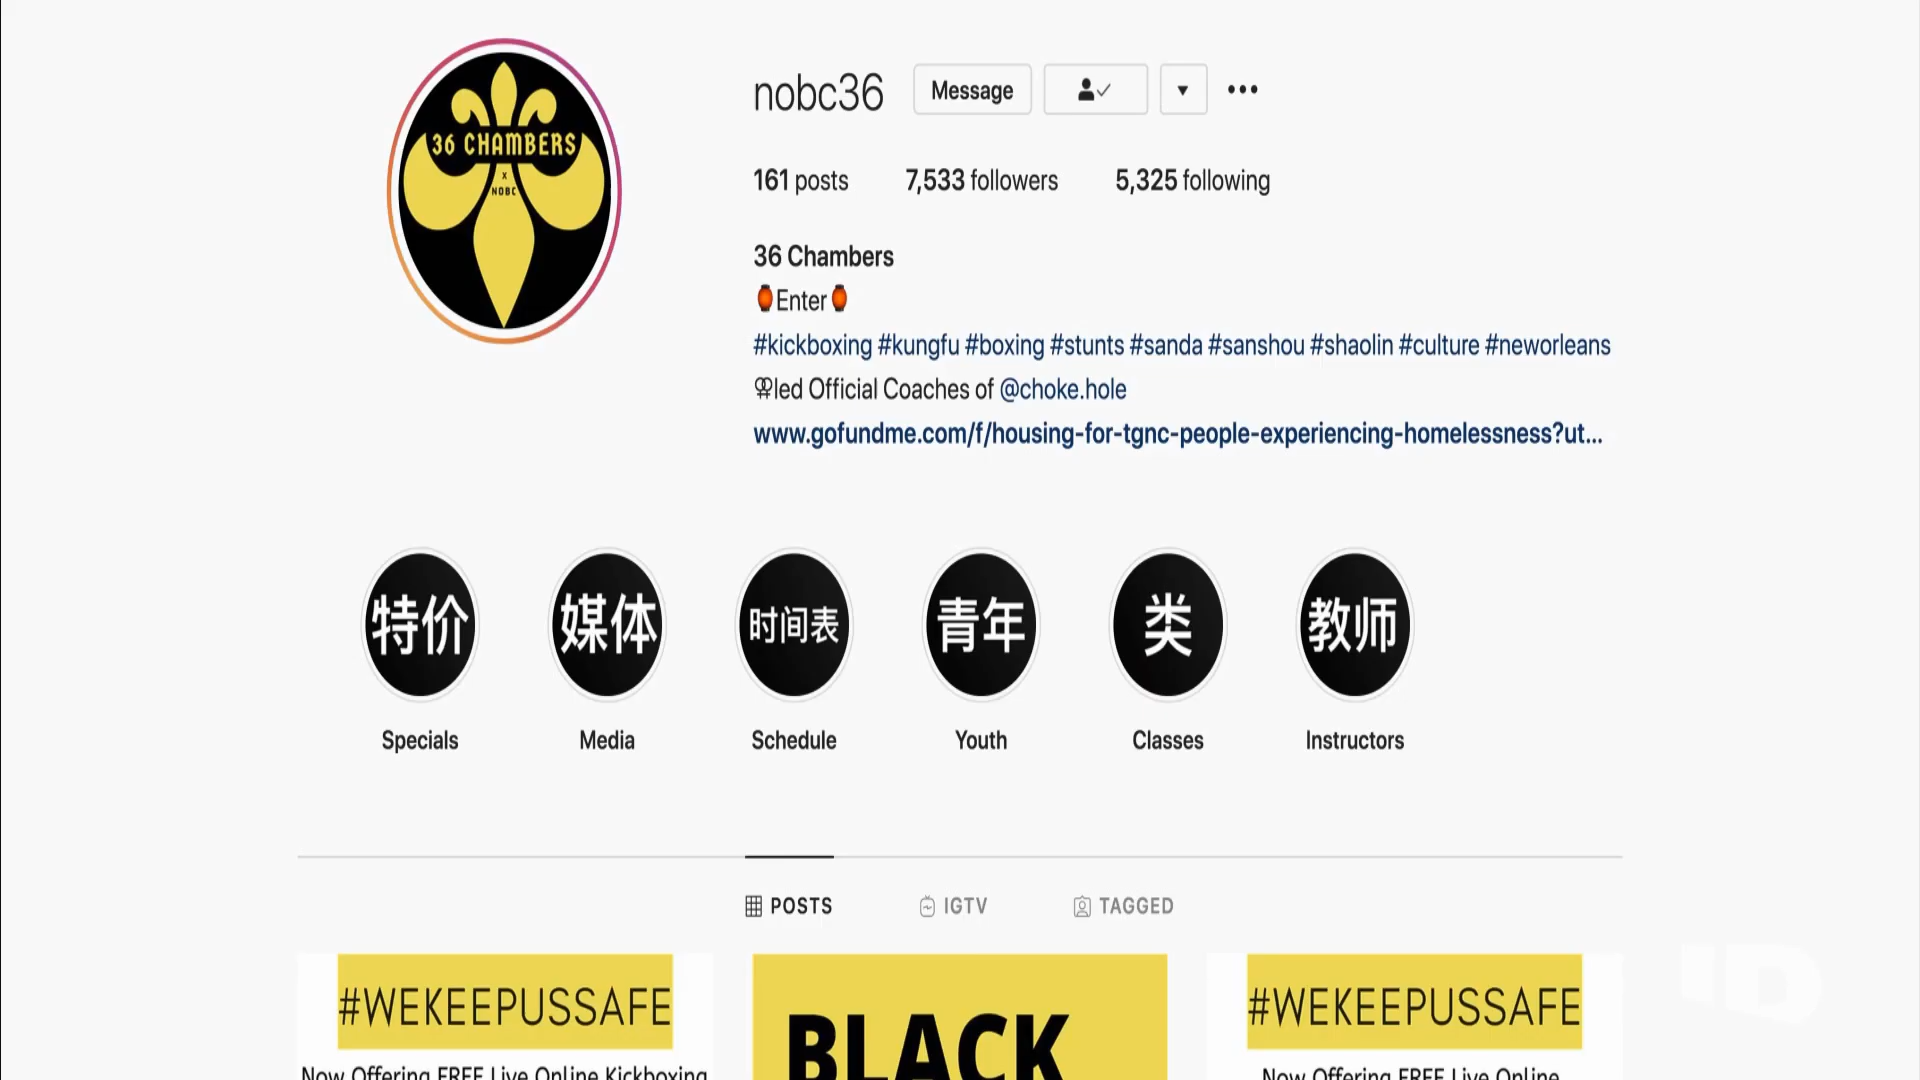 36 CHAMBERS
X
NOBC
nobc36
Message
161 posts 7,533 followers 5,325 following
36 Chambers
🏮Enter🏮
#kickboxing #kungfu #boxing #stunts #sanda #sanshou #shaolin #culture #neworleans
⚢led Official Coaches of @choke.hole
www.gofundme.com/f/housing-for-tgnc-people-experiencing-homelessness?ut...
特价 媒体 时间表 青年 类 教师
Specials Media Schedule Youth Classes Instructors
POSTS IGTV TAGGED
#WEKEEPUSSAFE BLACK #WEKEEPUSSAFE
Now Offering FREE Live Online Kickboxing Now Offering FREE Live Online
ID